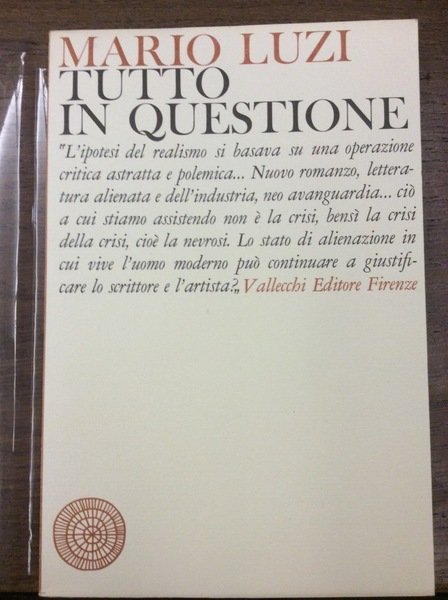 MARIO LUZI
TUTTO
IN QUESTIONE
"L'ipotesi del realismo si basava su una operazione
critica astratta e polemica... Nuovo romanzo, lettera-
tura alienata e dell'industria, neo avanguardia... ciò
a cui stiamo assistendo non è la crisi, bensì la crisi
della crisi, cioè la nevrosi. Lo stato di alienazione in
cui vive l'uomo moderno può continuare a giustifi-
care lo scrittore e l'artista?„ Vallecchi Editore Firenze